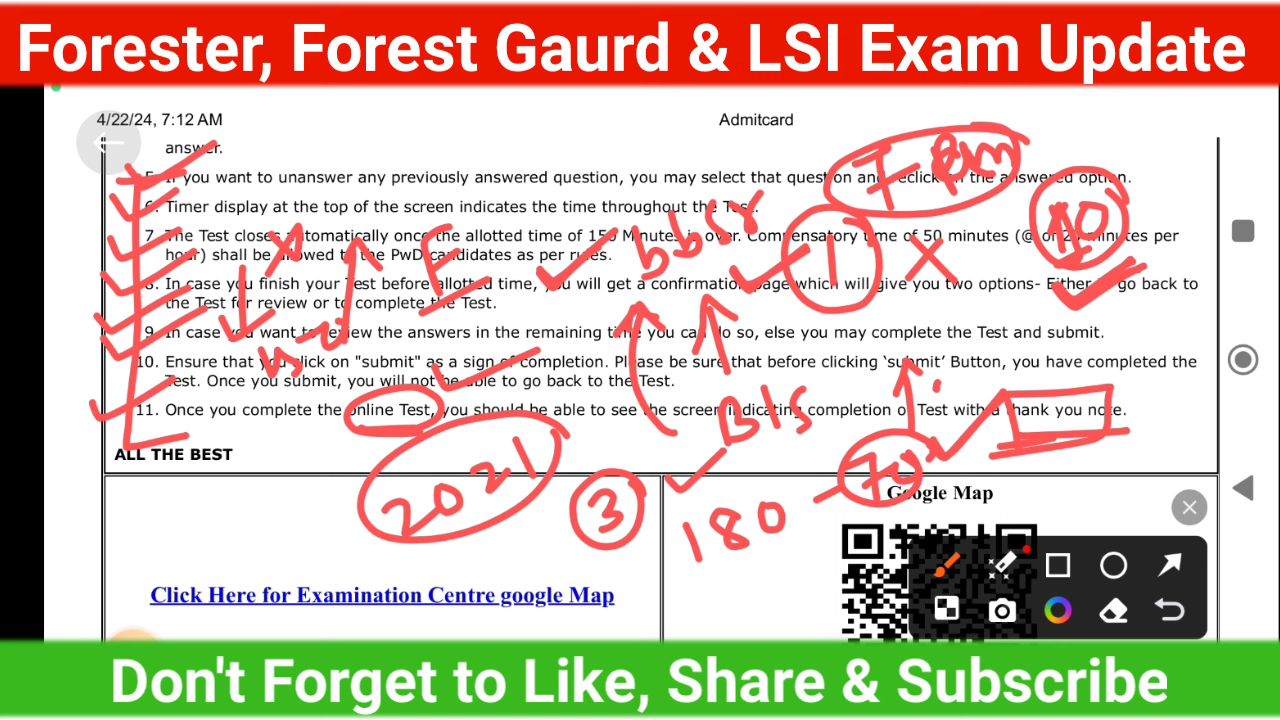 Forester, Forest Gaurd & LSI Exam Update
4/22/24, 7:12 AM
Admitcard
answer.
5. If you want to unanswer any previously answered question, you may select that question and reclick on the answered option.
6. Timer display at the top of the screen indicates the time throughout the Test.
7. The Test closes automatically once the allotted time of 150 Minutes is over. Compensatory time of 50 minutes (@ of 20 minutes per
hour) shall be allowed to the PwD candidates as per rules.
8. In case you finish your Test before allotted time, you will get a confirmation page which will give you two options- Either to go back to
the Test for review or to complete the Test.
9. In case you want to review the answers in the remaining time you can do so, else you may complete the Test and submit.
10. Ensure that you click on "submit" as a sign of completion. Please be sure that before clicking ‘submit’ Button, you have completed the
Test. Once you submit, you will not be able to go back to the Test.
11. Once you complete the online Test, you should be able to see the screen indicating completion of Test with a thank you note.
ALL THE BEST
7 pm
10
bbsr
1
E
2021
3
180
Google Map
Click Here for Examination Centre google Map
Don't Forget to Like, Share & Subscribe